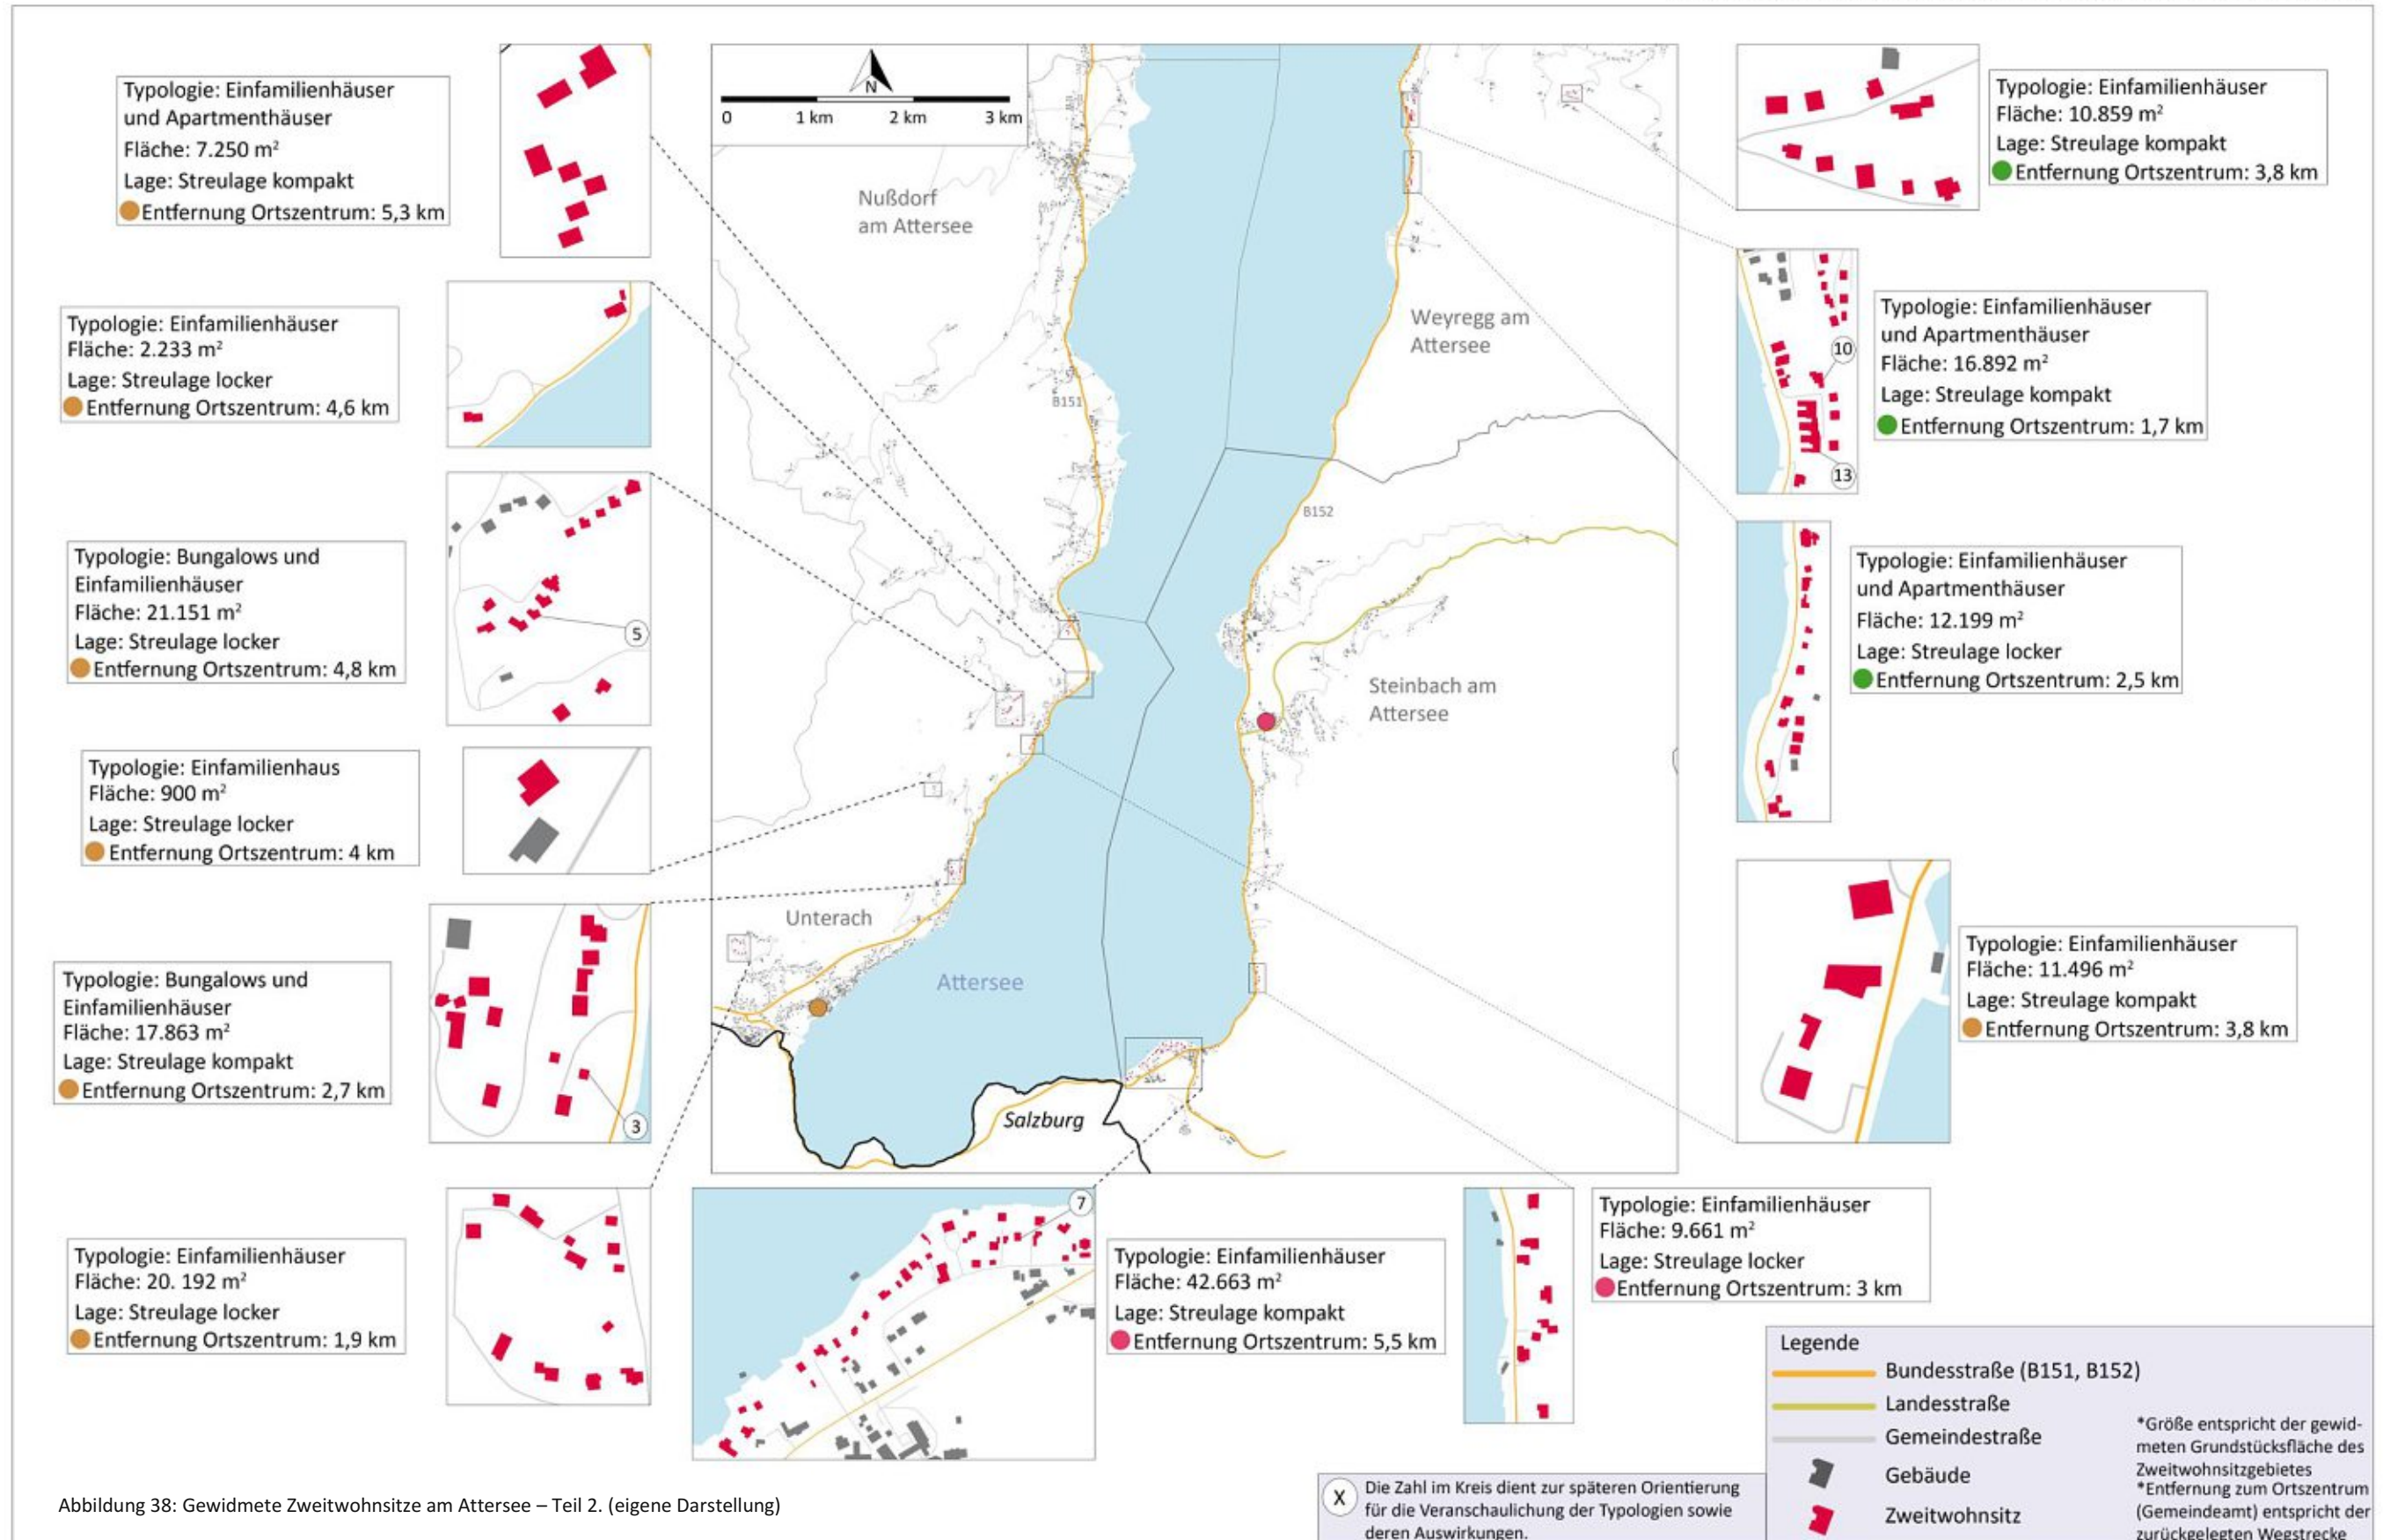 Typologie: Einfamilienhäuser
und Apartmenthäuser
Fläche: 7.250 m²
Lage: Streulage kompakt
Entfernung Ortszentrum: 5,3 km
Typologie: Einfamilienhäuser
Fläche: 2.233 m²
Lage: Streulage locker
Entfernung Ortszentrum: 4,6 km
Typologie: Bungalows und
Einfamilienhäuser
Fläche: 21.151 m²
Lage: Streulage locker
Entfernung Ortszentrum: 4,8 km
5
Typologie: Einfamilienhaus
Fläche: 900 m²
Lage: Streulage locker
Entfernung Ortszentrum: 4 km
Typologie: Bungalows und
Einfamilienhäuser
Fläche: 17.863 m²
Lage: Streulage kompakt
Entfernung Ortszentrum: 2,7 km
3
Typologie: Einfamilienhäuser
Fläche: 20. 192 m²
Lage: Streulage locker
Entfernung Ortszentrum: 1,9 km
N
0 1 km 2 km 3 km
Nußdorf
am Attersee
B151
Weyregg am
Attersee
B152
Steinbach am
Attersee
Unterach
Attersee
Salzburg
7
Typologie: Einfamilienhäuser
Fläche: 42.663 m²
Lage: Streulage kompakt
Entfernung Ortszentrum: 5,5 km
Typologie: Einfamilienhäuser
Fläche: 10.859 m²
Lage: Streulage kompakt
Entfernung Ortszentrum: 3,8 km
10
13
Typologie: Einfamilienhäuser
und Apartmenthäuser
Fläche: 16.892 m²
Lage: Streulage kompakt
Entfernung Ortszentrum: 1,7 km
Typologie: Einfamilienhäuser
und Apartmenthäuser
Fläche: 12.199 m²
Lage: Streulage locker
Entfernung Ortszentrum: 2,5 km
Typologie: Einfamilienhäuser
Fläche: 11.496 m²
Lage: Streulage kompakt
Entfernung Ortszentrum: 3,8 km
Typologie: Einfamilienhäuser
Fläche: 9.661 m²
Lage: Streulage locker
Entfernung Ortszentrum: 3 km
Legende
Bundesstraße (B151, B152)
Landesstraße
Gemeindestraße
Gebäude
Zweitwohnsitz
*Größe entspricht der gewid-
meten Grundstücksfläche des
Zweitwohnsitzgebietes
*Entfernung zum Ortszentrum
(Gemeindeamt) entspricht der
zurückgelegten Wegstrecke
X
Die Zahl im Kreis dient zur späteren Orientierung
für die Veranschaulichung der Typologien sowie
deren Auswirkungen.
Abbildung 38: Gewidmete Zweitwohnsitze am Attersee – Teil 2. (eigene Darstellung)